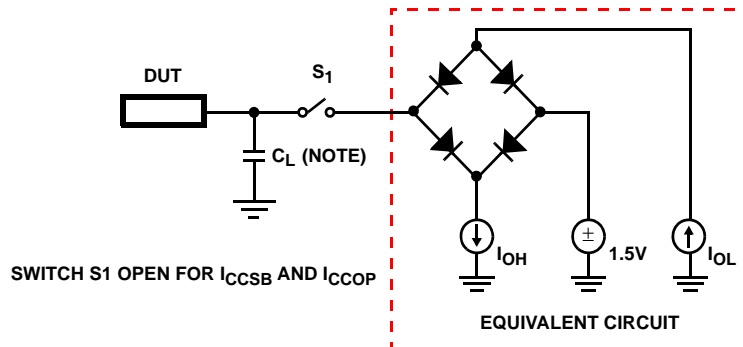 DUT
S1
CL (NOTE)
±
IOH
1.5V
IOL
SWITCH S1 OPEN FOR ICCSB AND ICCOP
EQUIVALENT CIRCUIT